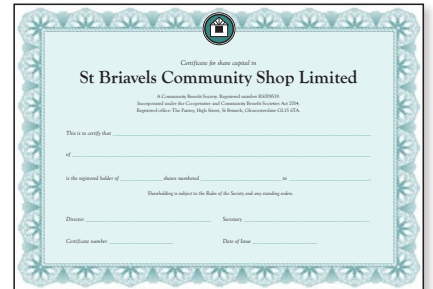 Certificate for share capital in
St Briavels Community Shop Limited
A Community Benefit Society, Registered number
Incorporated under the Co-operative and Community Benefit Societies Act 2014.
Registered office: The Pantry, High Street, St Briavels, Gloucestershire GL15 6TA.
This is to certify that
of
is the registered holder of shares numbered to .
Shareholding is subject to the Rules of the Society and any standing orders.
Director Secretary
Certificate number Date of Issue